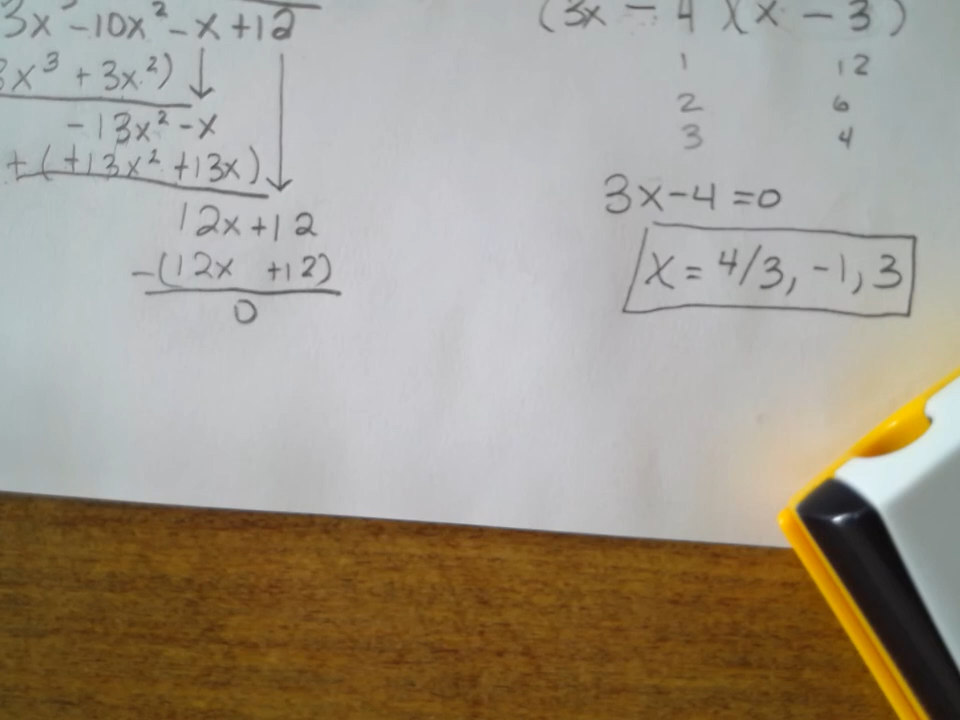 3x³-10x²-x+12
3x³ + 3x²)
-13x²-x
+(+13x² +13x)
12x+12
-(12x +12)
0
(3x - 4)(x - 3)
1 12
2 6
3 4
3x-4=0
x = 4/3, -1, 3